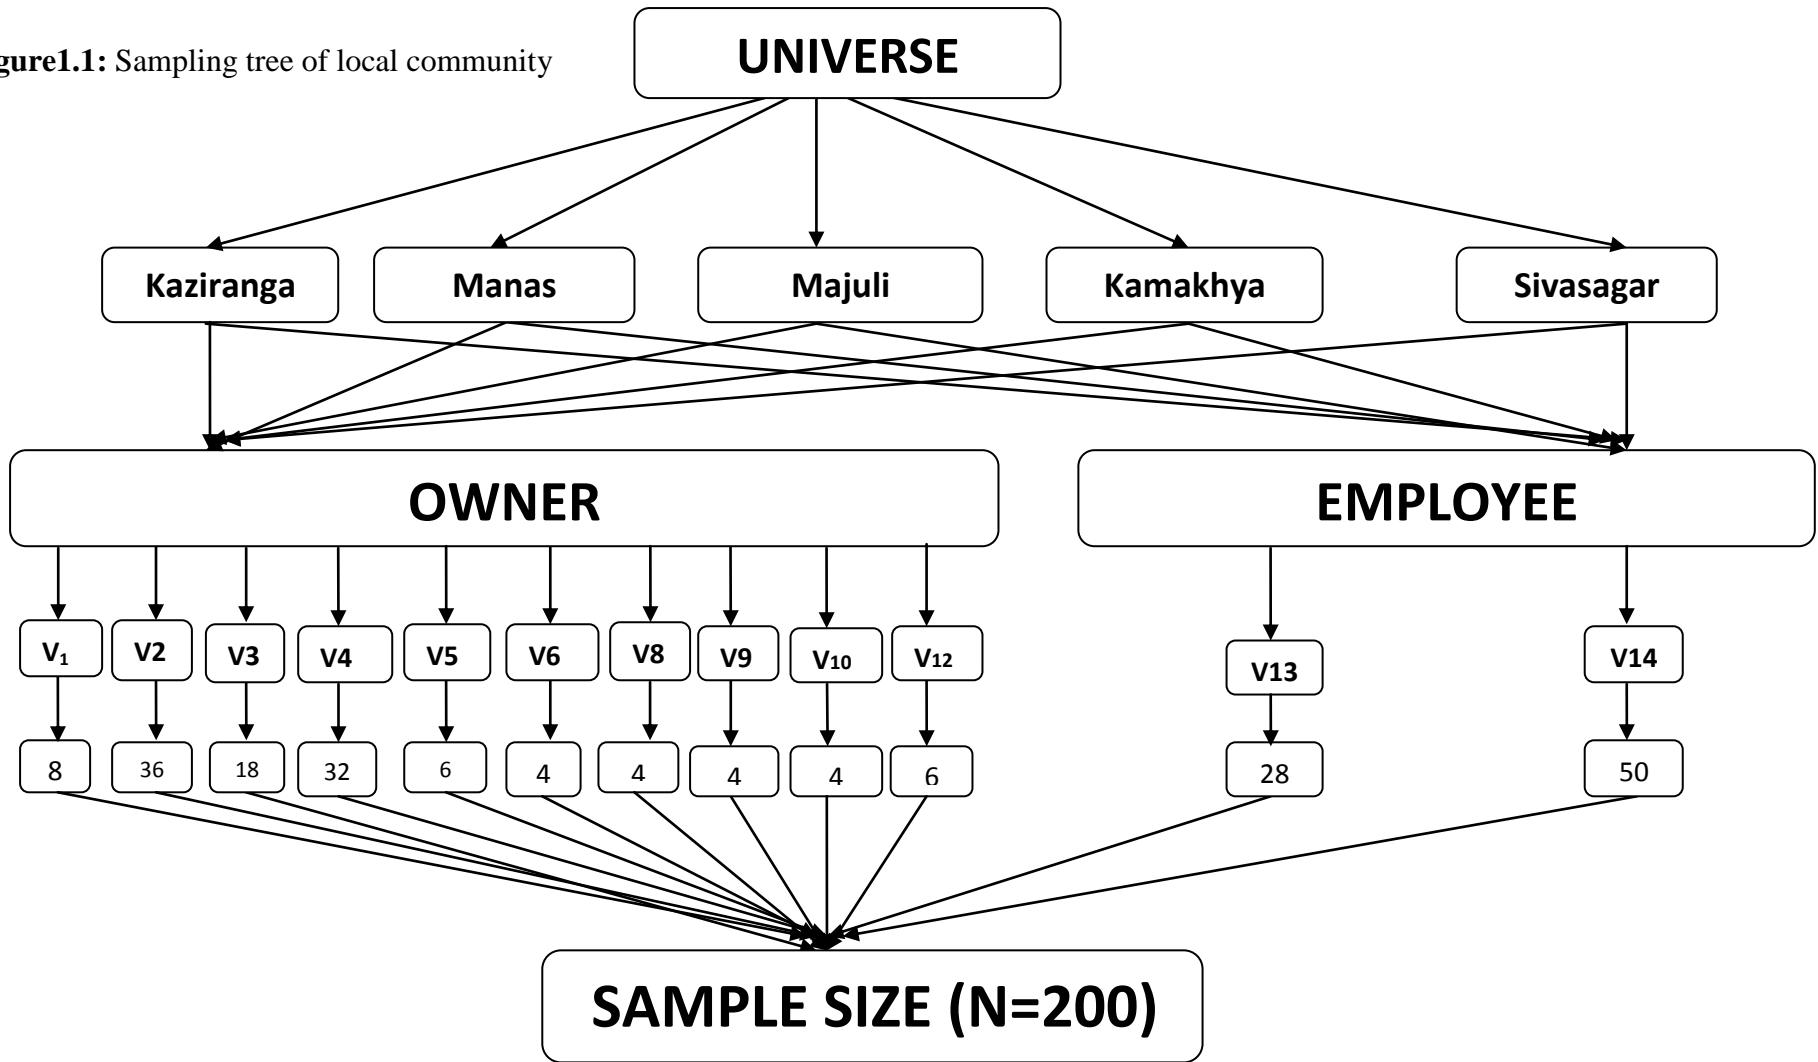 gure1.1: Sampling tree of local community
UNIVERSE
Kaziranga
Manas
Majuli
Kamakhya
Sivasagar
OWNER
EMPLOYEE
V1
V2
V3
V4
V5
V6
V8
V9
V10
V12
V13
V14
8
36
18
32
6
4
4
4
4
6
28
50
SAMPLE SIZE (N=200)